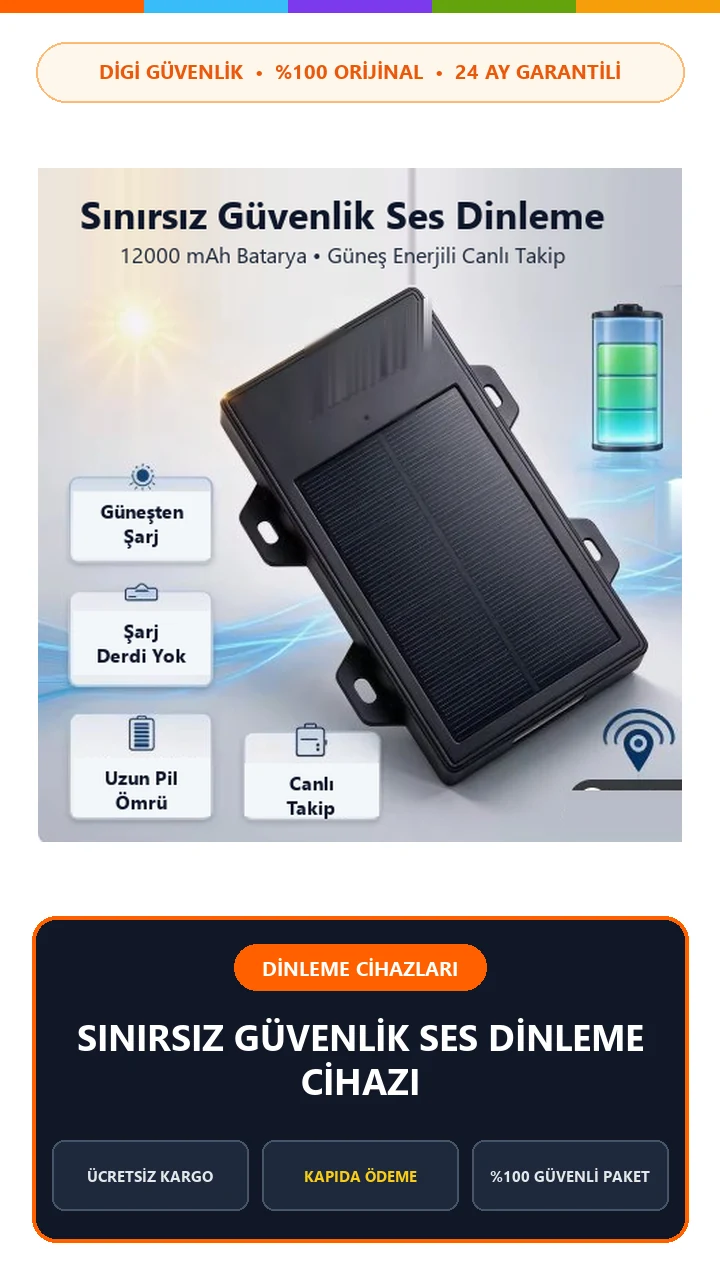 DİGİ GÜVENLİK • %100 ORİJİNAL • 24 AY GARANTİLİ
Sınırsız Güvenlik Ses Dinleme
12000 mAh Batarya • Güneş Enerjili Canlı Takip
Güneşten
Şarj
Şarj
Derdi Yok
Uzun Pil
Ömrü
Canlı
Takip
DİNLEME CİHAZLARI
SINIRSIZ GÜVENLİK SES DİNLEME
CİHAZI
ÜCRETSİZ KARGO
KAPIDA ÖDEME
%100 GÜVENLİ PAKET